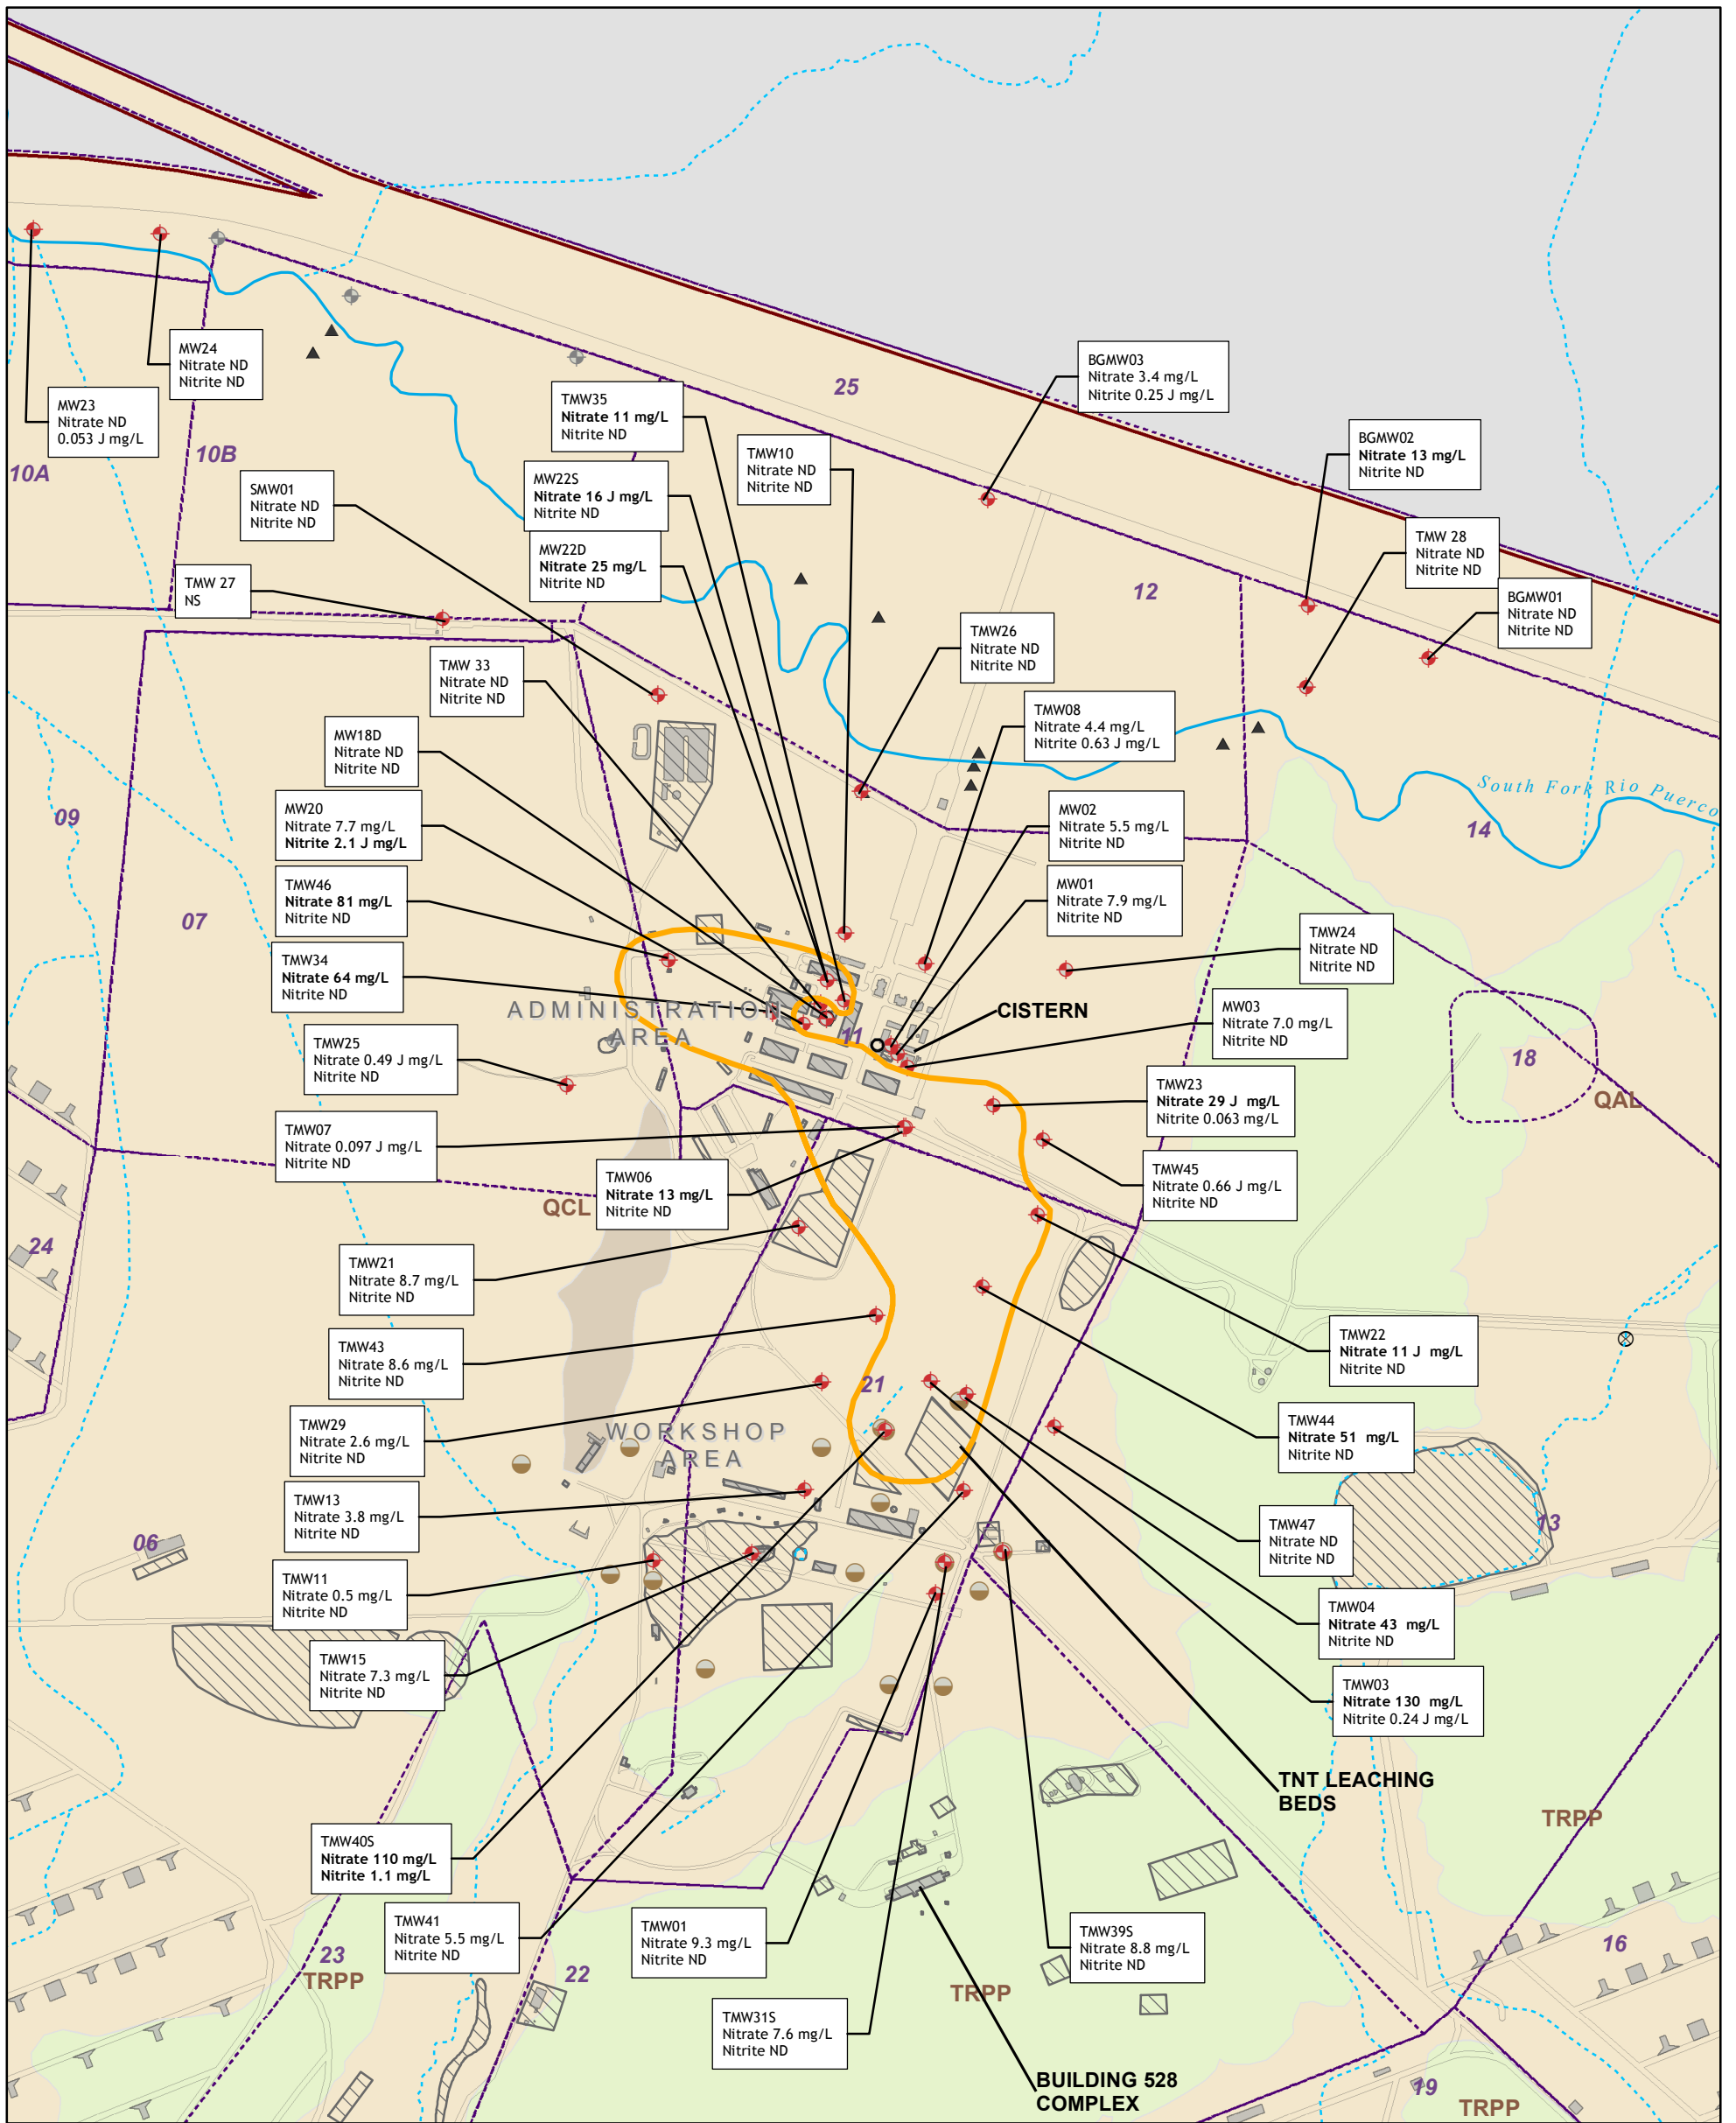 MW24
Nitrate ND
Nitrite ND
MW23
Nitrate ND
0.053 J mg/L
10A
10B
25
TMW35
Nitrate 11 mg/L
Nitrite ND
BGMW03
Nitrate 3.4 mg/L
Nitrite 0.25 J mg/L
TMW10
Nitrate ND
Nitrite ND
BGMW02
Nitrate 13 mg/L
Nitrite ND
SMW01
Nitrate ND
Nitrite ND
MW22S
Nitrate 16 J mg/L
Nitrite ND
MW22D
Nitrate 25 mg/L
Nitrite ND
TMW 28
Nitrate ND
Nitrite ND
TMW 27
NS
12
BGMW01
Nitrate ND
Nitrite ND
TMW26
Nitrate ND
Nitrite ND
TMW 33
Nitrate ND
Nitrite ND
TMW08
Nitrate 4.4 mg/L
Nitrite 0.63 J mg/L
MW18D
Nitrate ND
Nitrite ND
South Fork Rio Puerco
09
14
MW20
Nitrate 7.7 mg/L
Nitrite 2.1 J mg/L
MW02
Nitrate 5.5 mg/L
Nitrite ND
TMW46
Nitrate 81 mg/L
Nitrite ND
MW01
Nitrate 7.9 mg/L
Nitrite ND
07
TMW24
Nitrate ND
Nitrite ND
TMW34
Nitrate 64 mg/L
Nitrite ND
ADMINISTRATION
AREA
11
CISTERN
MW03
Nitrate 7.0 mg/L
Nitrite ND
18
TMW25
Nitrate 0.49 J mg/L
Nitrite ND
TMW23
Nitrate 29 J mg/L
Nitrite 0.063 mg/L
QAL
TMW07
Nitrate 0.097 J mg/L
Nitrite ND
TMW06
Nitrate 13 mg/L
Nitrite ND
TMW45
Nitrate 0.66 J mg/L
Nitrite ND
QCL
24
TMW21
Nitrate 8.7 mg/L
Nitrite ND
TMW22
Nitrate 11 J mg/L
Nitrite ND
TMW43
Nitrate 8.6 mg/L
Nitrite ND
21
TMW29
Nitrate 2.6 mg/L
Nitrite ND
WORKSHOP
AREA
TMW44
Nitrate 51 mg/L
Nitrite ND
TMW13
Nitrate 3.8 mg/L
Nitrite ND
TMW47
Nitrate ND
Nitrite ND
13
06
TMW11
Nitrate 0.5 mg/L
Nitrite ND
TMW04
Nitrate 43 mg/L
Nitrite ND
TMW15
Nitrate 7.3 mg/L
Nitrite ND
TMW03
Nitrate 130 mg/L
Nitrite 0.24 J mg/L
TNT LEACHING
BEDS
TRPP
TMW40S
Nitrate 110 mg/L
Nitrite 1.1 mg/L
TMW41
Nitrate 5.5 mg/L
Nitrite ND
TMW01
Nitrate 9.3 mg/L
Nitrite ND
TMW39S
Nitrate 8.8 mg/L
Nitrite ND
16
23
TRPP
22
TRPP
TMW31S
Nitrate 7.6 mg/L
Nitrite ND
BUILDING 528
COMPLEX
19
TRPP